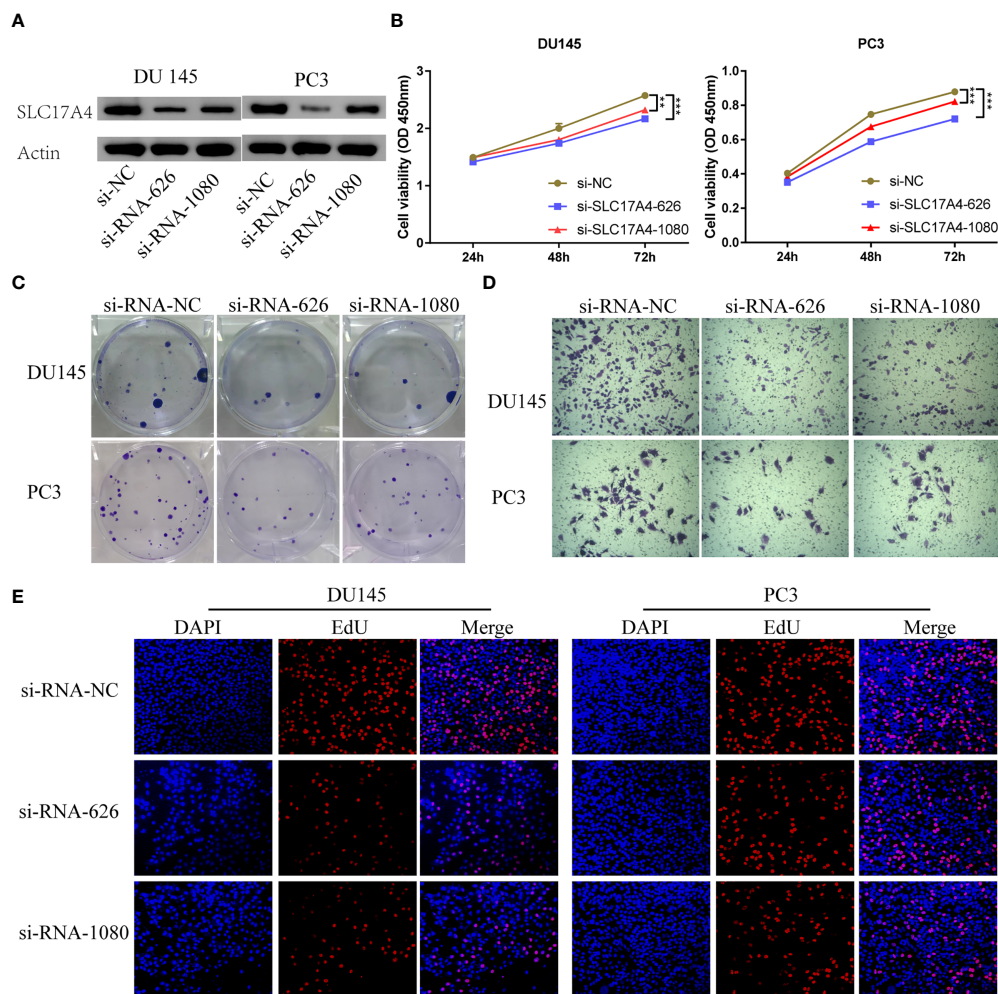 A
DU 145
PC3
SLC17A4
Actin
si-NC
si-RNA-626
si-RNA-1080
si-NC
si-RNA-626
si-RNA-1080
B
DU145
Cell viability (OD 450nm)
3
2
1
0
24h
48h
72h
si-NC
si-SLC17A4-626
si-SLC17A4-1080
**
***
PC3
Cell viability (OD 450nm)
1.0
0.8
0.6
0.4
0.2
0.0
24h
48h
72h
si-NC
si-SLC17A4-626
si-SLC17A4-1080
***
***
C
si-RNA-NC
si-RNA-626
si-RNA-1080
DU145
PC3
D
si-RNA-NC
si-RNA-626
si-RNA-1080
DU145
PC3
E
DU145
PC3
DAPI
EdU
Merge
DAPI
EdU
Merge
si-RNA-NC
si-RNA-626
si-RNA-1080